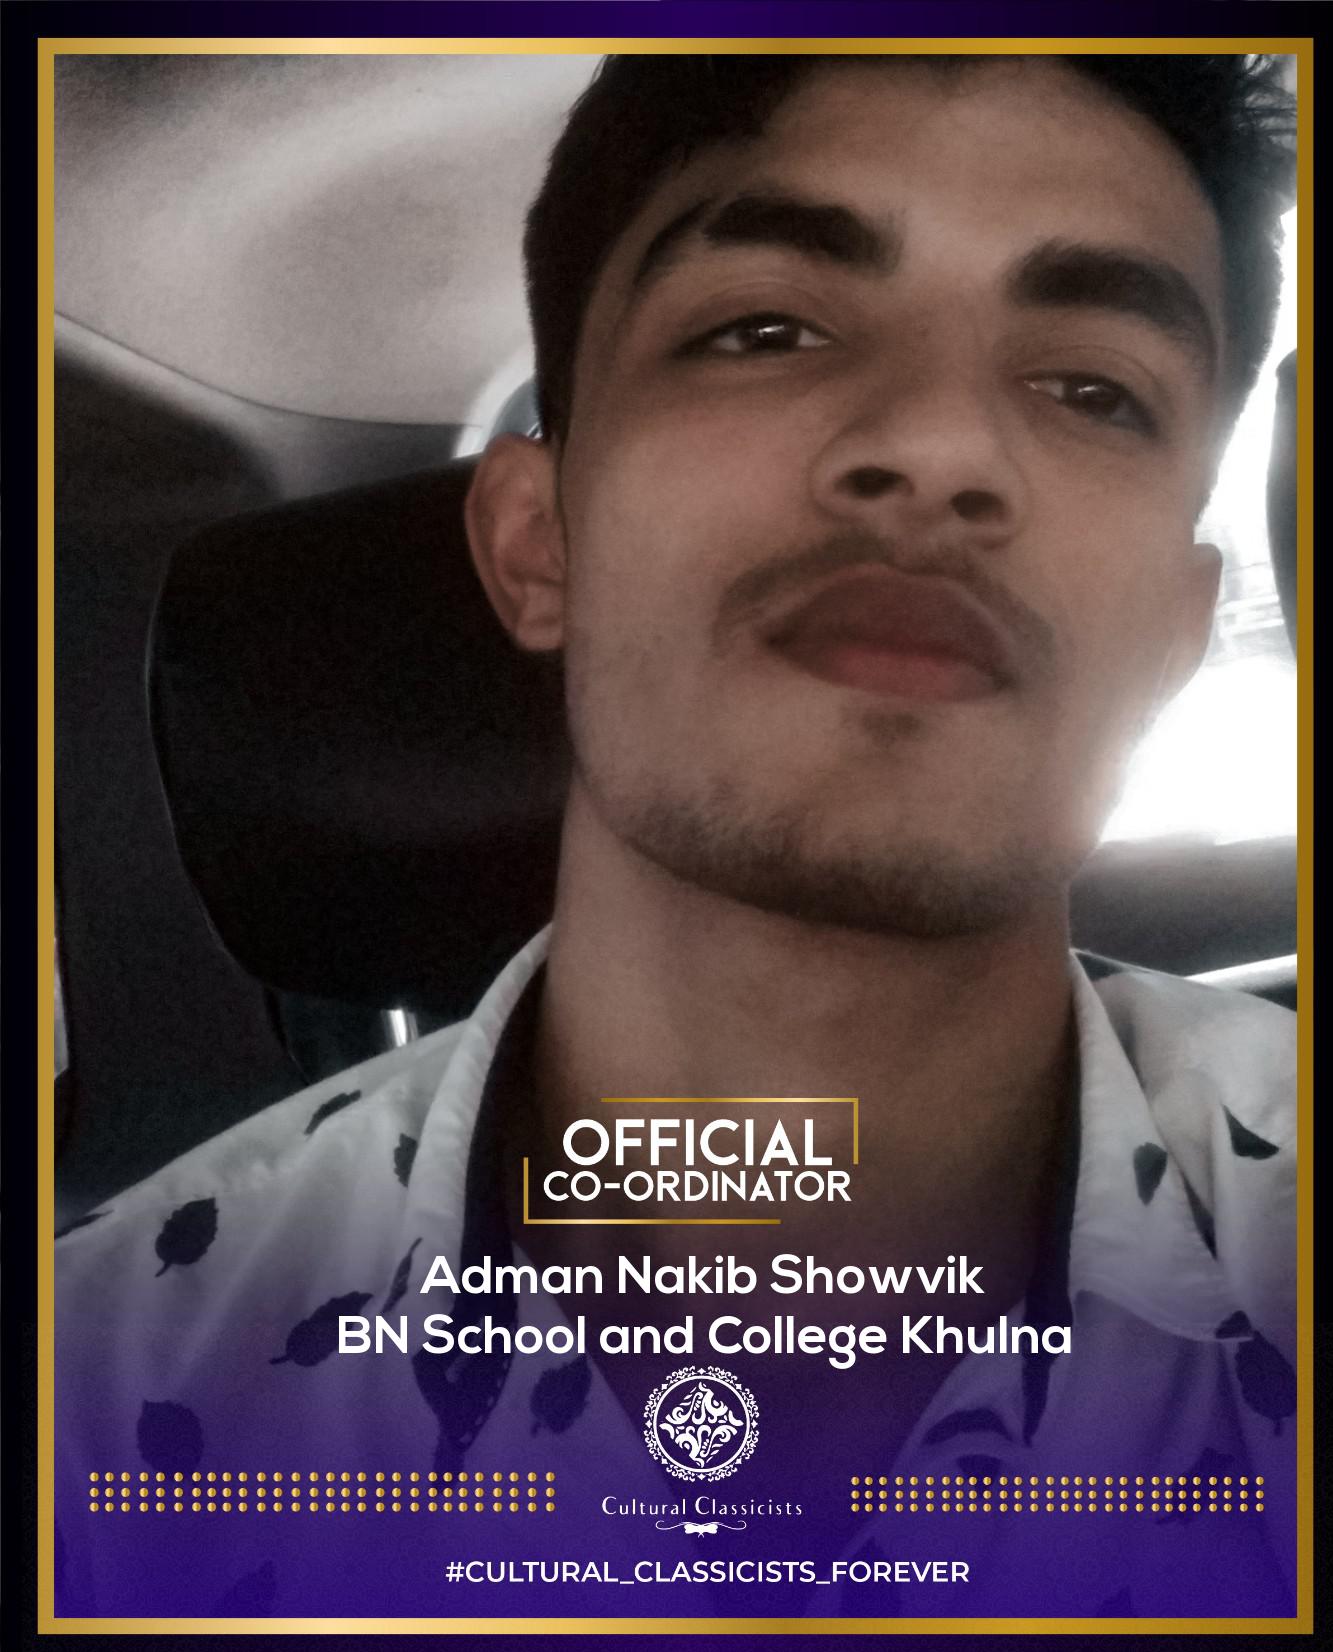 OFFICIAL
CO-ORDINATOR
Adman Nakib Showvik
BN School and College Khulna
Cultural Classicists
#CULTURAL_CLASSICISTS_FOREVER